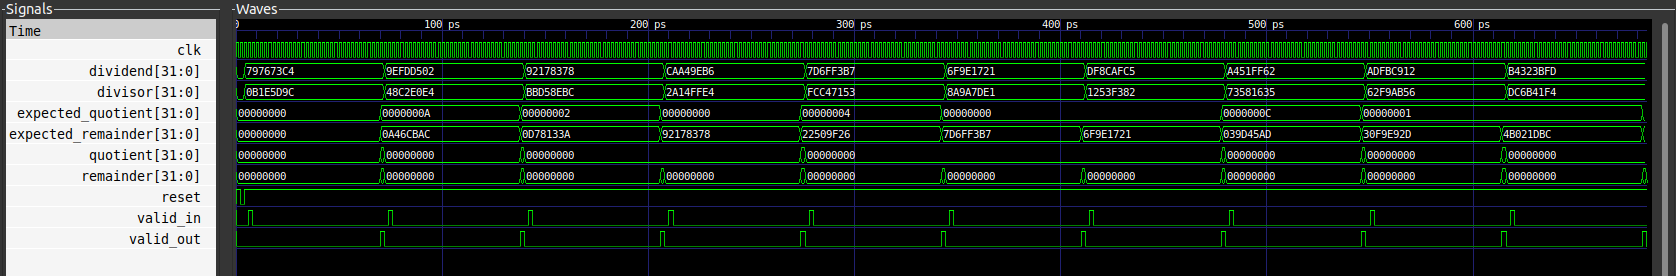 Signals Waves
Time 0 100 ps 200 ps 300 ps 400 ps 500 ps 600 ps
clk
dividend[31:0] 797673C4 9EFDD502 92178378 CAA49EB6 7D6FF3B7 6F9E1721 DF8CAFC5 A451FF62 ADFBC912 B4323BFD
divisor[31:0] 0B1E5D9C 48C2E0E4 BBD58EBC 2A14FFE4 FCC47153 8A9A7DE1 1253F382 73581635 62F9AB56 DC6B41F4
expected_quotient[31:0] 00000000 0000000A 00000002 00000000 00000004 00000000 0000000C 00000001
expected_remainder[31:0] 00000000 0A46CBAC 0D78133A 92178378 22509F26 7D6FF3B7 6F9E1721 039D45AD 30F9E92D 4B021DBC
quotient[31:0] 00000000 00000000 00000000 00000000 00000000 00000000 00000000
remainder[31:0] 00000000 00000000 00000000 00000000 00000000 00000000 00000000 00000000 00000000 00000000
reset
valid_in
valid_out